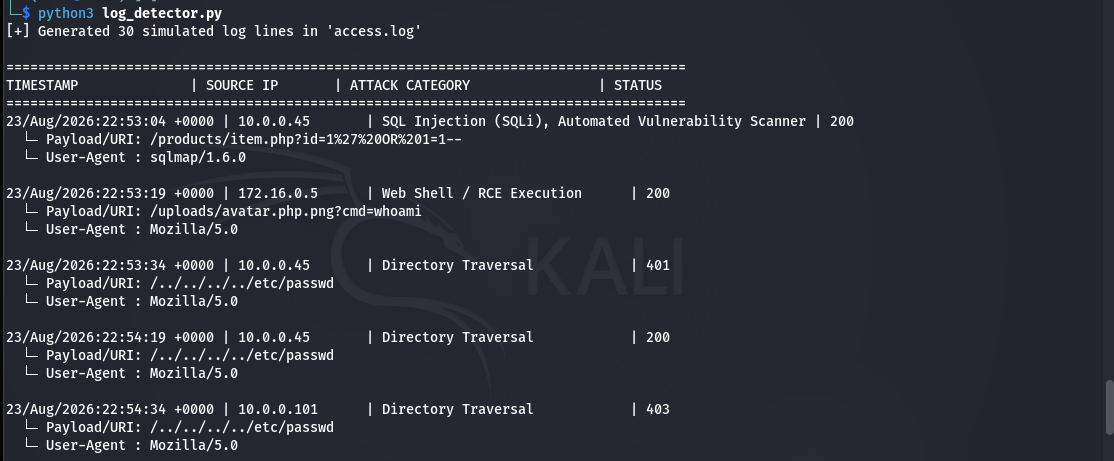 └─$ python3 log_detector.py
[+] Generated 30 simulated log lines in 'access.log'
=====================================================================================
TIMESTAMP | SOURCE IP | ATTACK CATEGORY | STATUS
=====================================================================================
23/Aug/2026:22:53:04 +0000 | 10.0.0.45 | SQL Injection (SQLi), Automated Vulnerability Scanner | 200
└─ Payload/URI: /products/item.php?id=1%27%20OR%201=1--
└─ User-Agent : sqlmap/1.6.0
23/Aug/2026:22:53:19 +0000 | 172.16.0.5 | Web Shell / RCE Execution | 200
└─ Payload/URI: /uploads/avatar.php.png?cmd=whoami
└─ User-Agent : Mozilla/5.0
23/Aug/2026:22:53:34 +0000 | 10.0.0.45 | Directory Traversal | 401
└─ Payload/URI: /../../../../etc/passwd
└─ User-Agent : Mozilla/5.0
23/Aug/2026:22:54:19 +0000 | 10.0.0.45 | Directory Traversal | 200
└─ Payload/URI: /../../../../etc/passwd
└─ User-Agent : Mozilla/5.0
23/Aug/2026:22:54:34 +0000 | 10.0.0.101 | Directory Traversal | 403
└─ Payload/URI: /../../../../etc/passwd
└─ User-Agent : Mozilla/5.0
KALI